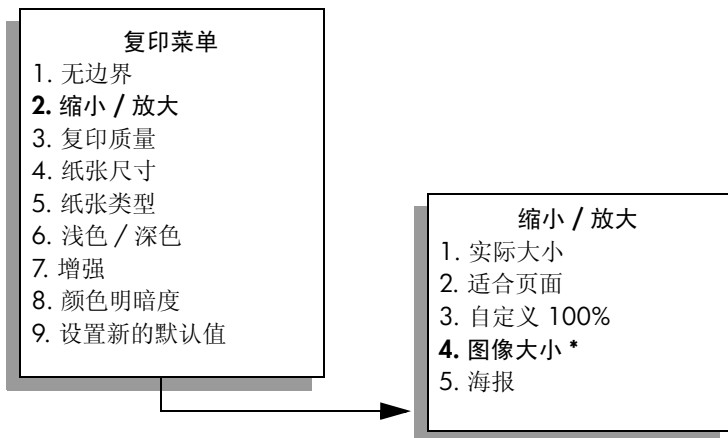 复印菜单
1. 无边界
2. 缩小 / 放大
3. 复印质量
4. 纸张尺寸
5. 纸张类型
6. 浅色 / 深色
7. 增强
8. 颜色明暗度
9. 设置新的默认值
缩小 / 放大
1. 实际大小
2. 适合页面
3. 自定义 100%
4. 图像大小 *
5. 海报